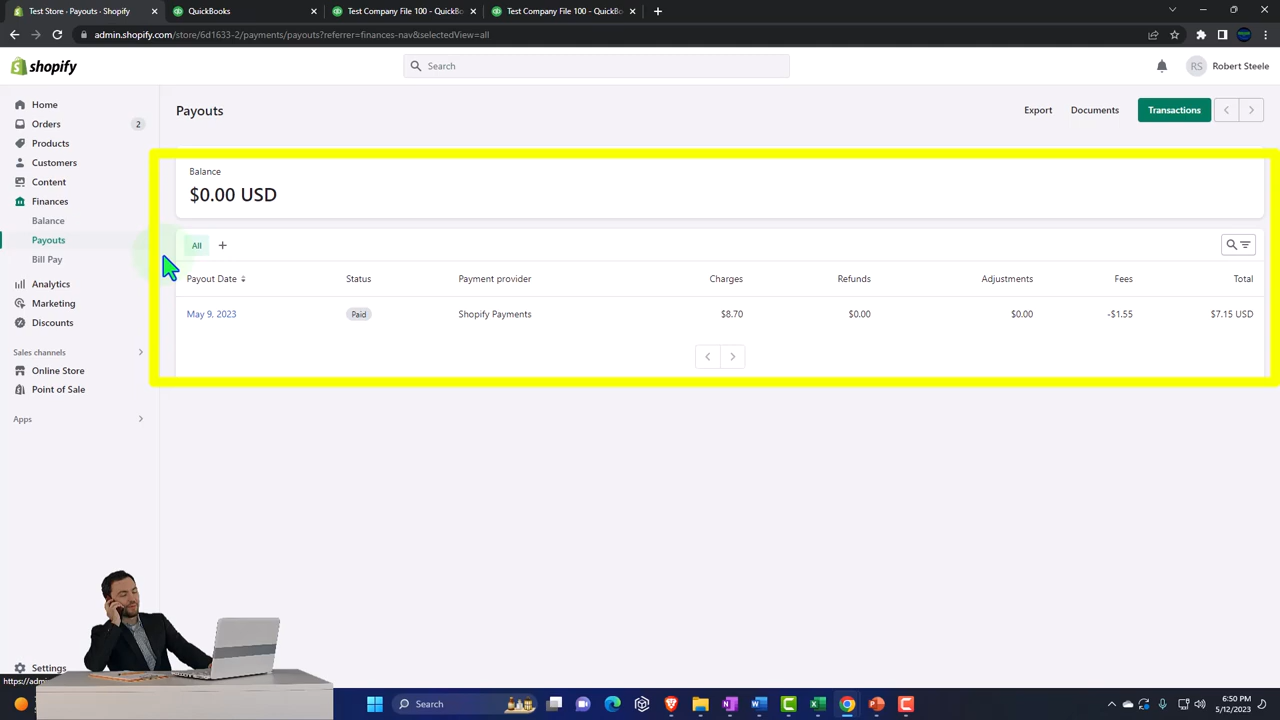 Test Store - Payouts - Shopify
QuickBooks
Test Company File 100 - QuickBo
Test Company File 100 - QuickBo
admin.shopify.com/store/6d1633-2/payments/payouts?referrer=finances-nav&selectedView=all
shopify
Search
RS
Robert Steele
Home
Orders
2
Products
Customers
Content
Finances
Balance
Payouts
Bill Pay
Analytics
Marketing
Discounts
Sales channels
Online Store
Point of Sale
Apps
Settings
https://adm
Payouts
Export
Documents
Transactions
Balance
$0.00 USD
All
Payout Date
Status
Payment provider
Charges
Refunds
Adjustments
Fees
Total
May 9, 2023
Paid
Shopify Payments
$8.70
$0.00
$0.00
-$1.55
$7.15 USD
Search
6:50 PM
5/12/2023